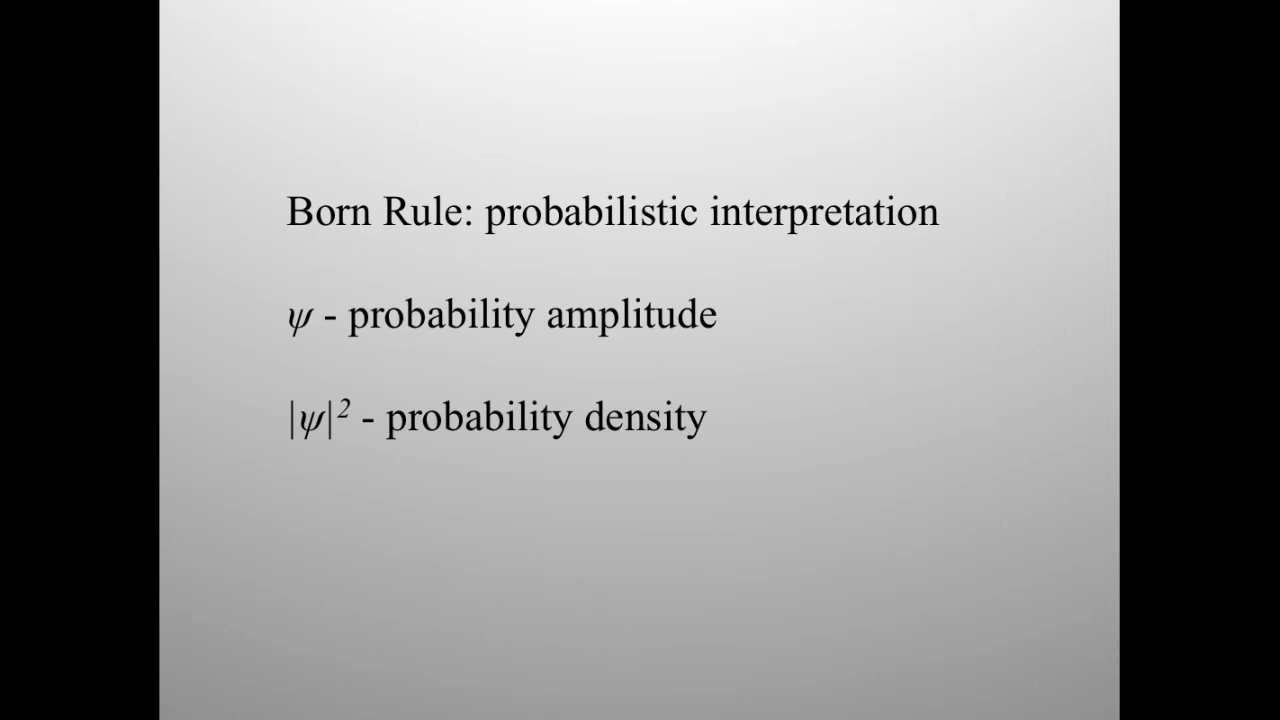 Born Rule: probabilistic interpretation
ψ - probability amplitude
|ψ|² - probability density